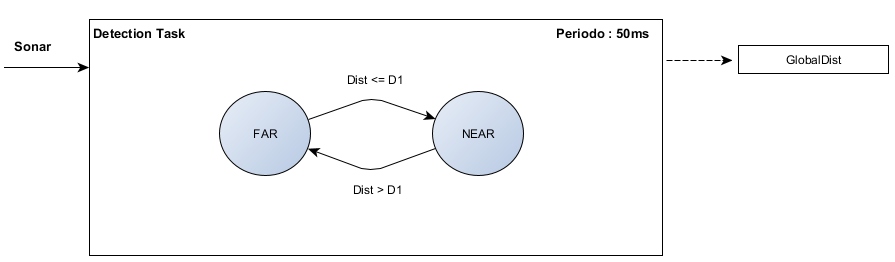 Sonar
Detection Task
Periodo : 50ms
GlobalDist
Dist <= D1
FAR
NEAR
Dist > D1